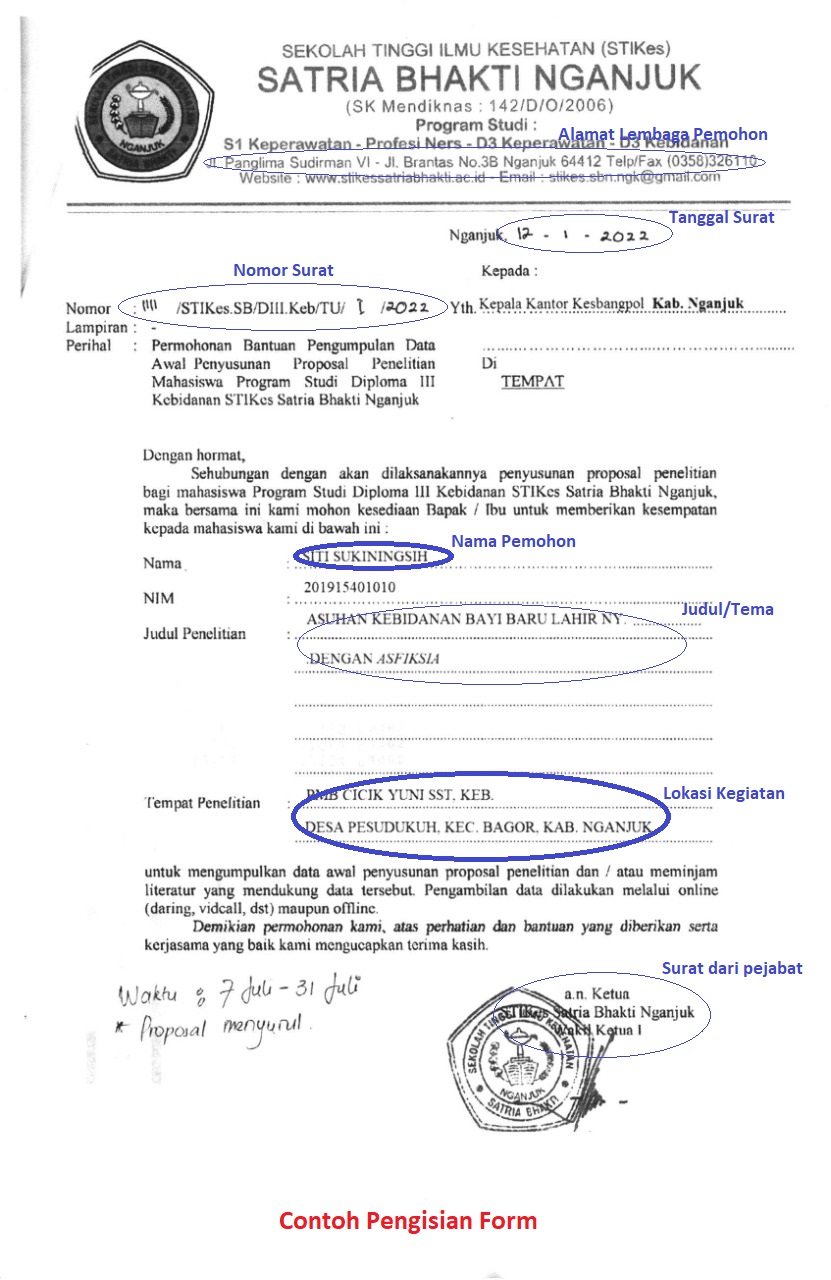 SEKOLAH TINGGI ILMU KESEHATAN (STIKes)
SATRIA BHAKTI NGANJUK
(SK Mendiknas : 142/D/O/2006)
Program Studi :
Alamat Lembaga Pemohon
S1 Keperawatan - Profesi Ners - D3 Keperawatan - D3 Kebidanan
Jl. Panglima Sudirman VI - Jl. Brantas No.3B Nganjuk 64412 Telp/Fax (0358)326110
Website : www.stikessatriabhakti.ac.id - Email : stikes.sbn.ngk@gmail.com
SEKOLAH TINGGI ILMU KESEHATAN
NGANJUK
SATRIA BHAKTI
Tanggal Surat
Nganjuk, 12 - 1 - 2022
Nomor Surat
Kepada :
Nomor : /STIKes.SB/DIII.Keb/TU/ /2022
Yth. Kepala Kantor Kesbangpol Kab. Nganjuk
Lampiran : -
Perihal : Permohonan Bantuan Pengumpulan Data
Awal Penyusunan Proposal Penelitian
Mahasiswa Program Studi Diploma III
Kebidanan STIKes Satria Bhakti Nganjuk
Di
TEMPAT
Dengan hormat,
Sehubungan dengan akan dilaksanakannya penyusunan proposal penelitian
bagi mahasiswa Program Studi Diploma III Kebidanan STIKes Satria Bhakti Nganjuk,
maka bersama ini kami mohon kesediaan Bapak / Ibu untuk memberikan kesempatan
kepada mahasiswa kami di bawah ini :
Nama Pemohon
Nama : SITI SUKININGSIH
NIM : 201915401010
Judul/Tema
Judul Penelitian : ASUHAN KEBIDANAN BAYI BARU LAHIR NY. ...............
.DENGAN ASFIKSIA
Lokasi Kegiatan
Tempat Penelitian : PMB CICIK YUNI SST, KEB.
DESA PESUDUKUH, KEC. BAGOR, KAB. NGANJUK
untuk mengumpulkan data awal penyusunan proposal penelitian dan / atau meminjam
literatur yang mendukung data tersebut. Pengambilan data dilakukan melalui online
(daring, vidcall, dst) maupun offline.
Demikian permohonan kami, atas perhatian dan bantuan yang diberikan serta
kerjasama yang baik kami mengucapkan terima kasih.
Surat dari pejabat
Waktu : 7 Juli - 31 Juli
* Proposal menyusul.
a.n. Ketua
STIKes Satria Bhakti Nganjuk
Wakil Ketua I
SEKOLAH TINGGI ILMU KESEHATAN
NGANJUK
SATRIA BHAKTI
Contoh Pengisian Form